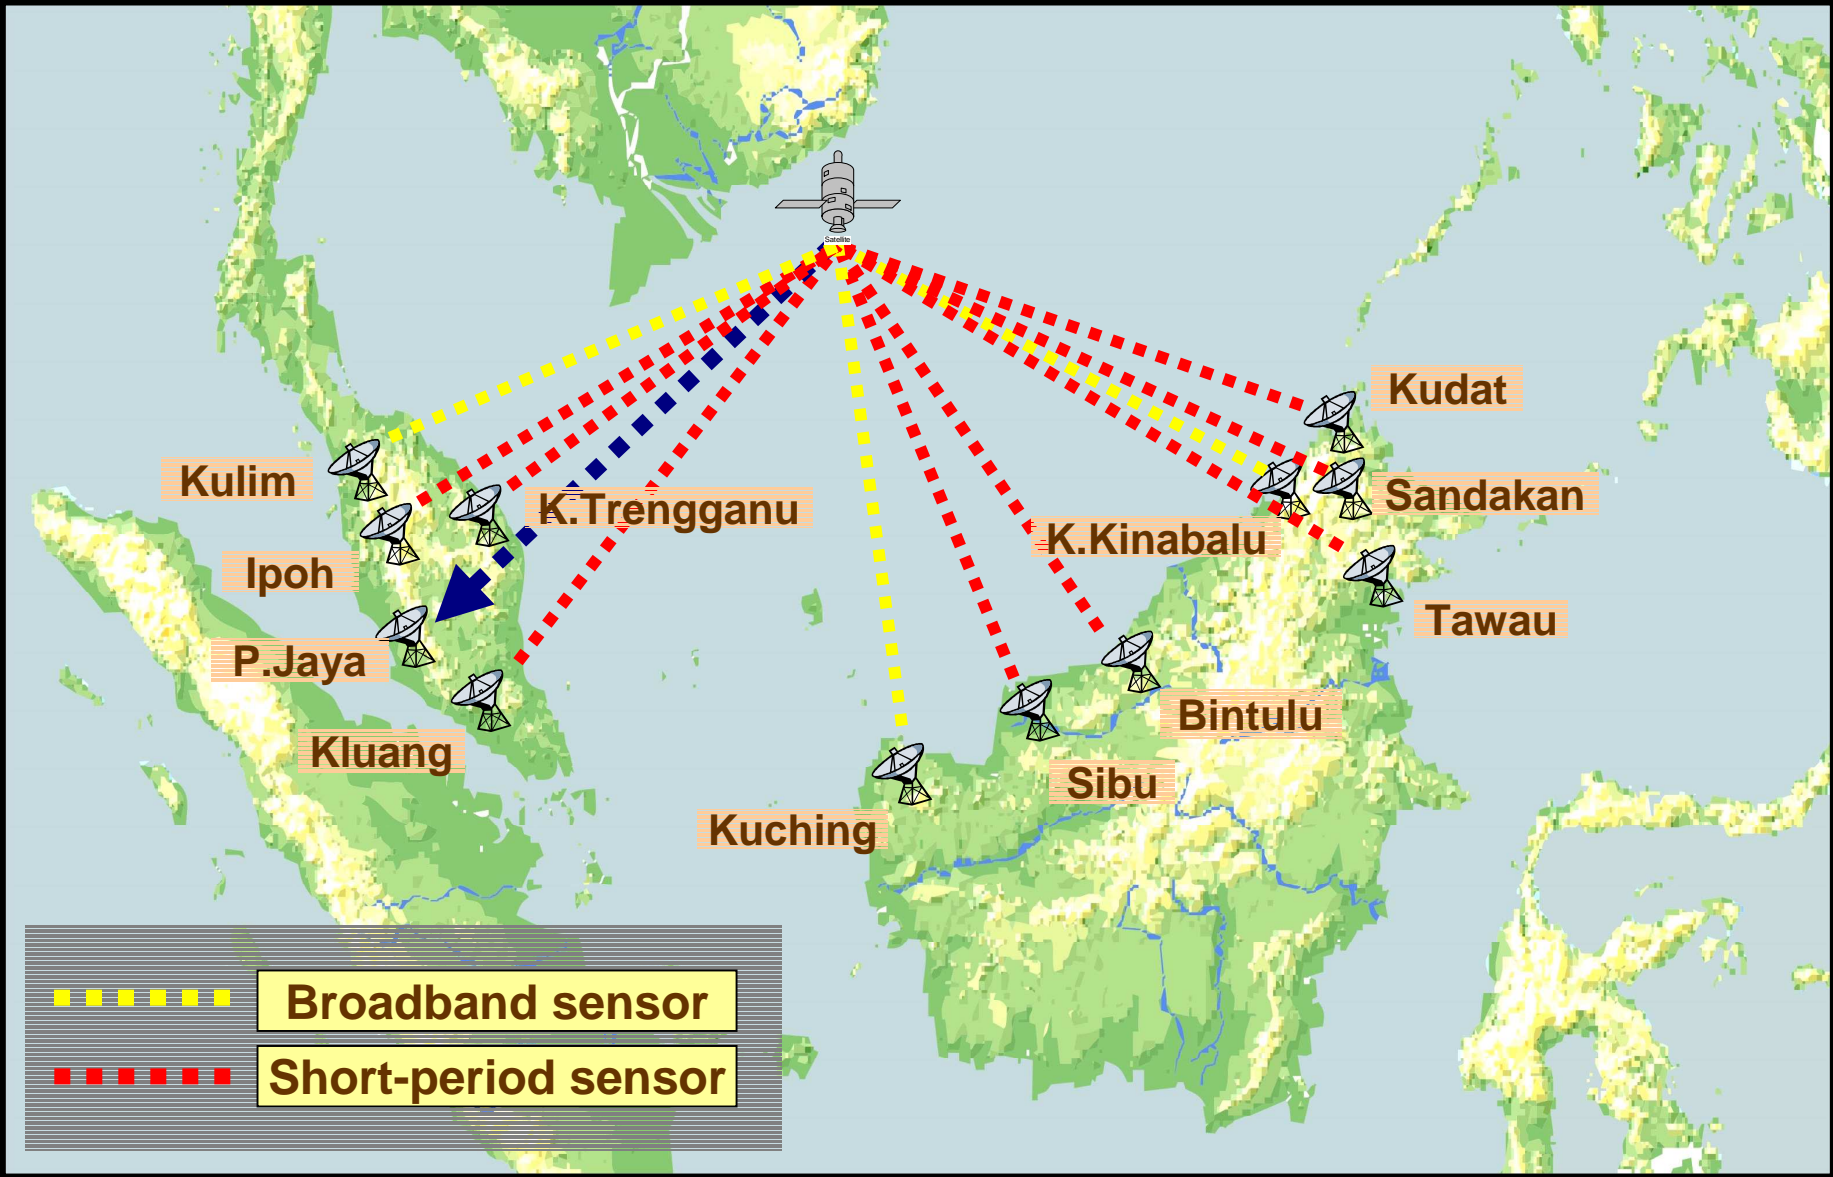 Satellite
Kudat
Kulim
K.Trengganu
Sandakan
K.Kinabalu
Ipoh
Tawau
P.Jaya
Bintulu
Kluang
Sibu
Kuching
Broadband sensor
Short-period sensor